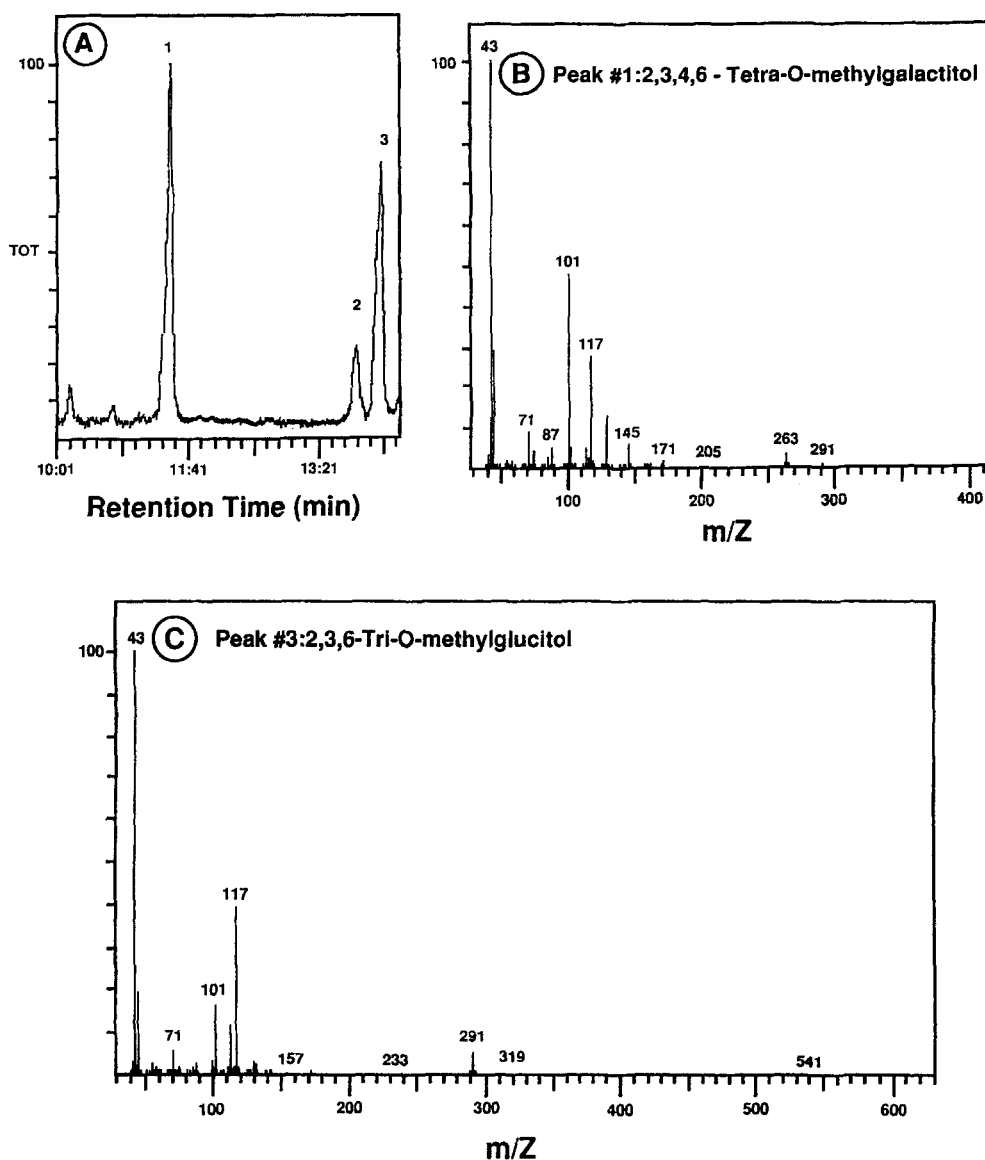 A
1
100
3
TOT
2
10:01 11:41 13:21
Retention Time (min)
43
100
B Peak #1:2,3,4,6 - Tetra-O-methylgalactitol
101
117
71
87
145
171
205
263
291
100 200 300 400
m/Z
43
C Peak #3:2,3,6-Tri-O-methylglucitol
100
117
101
71
157
233
291
319
541
100 200 300 400 500 600
m/Z